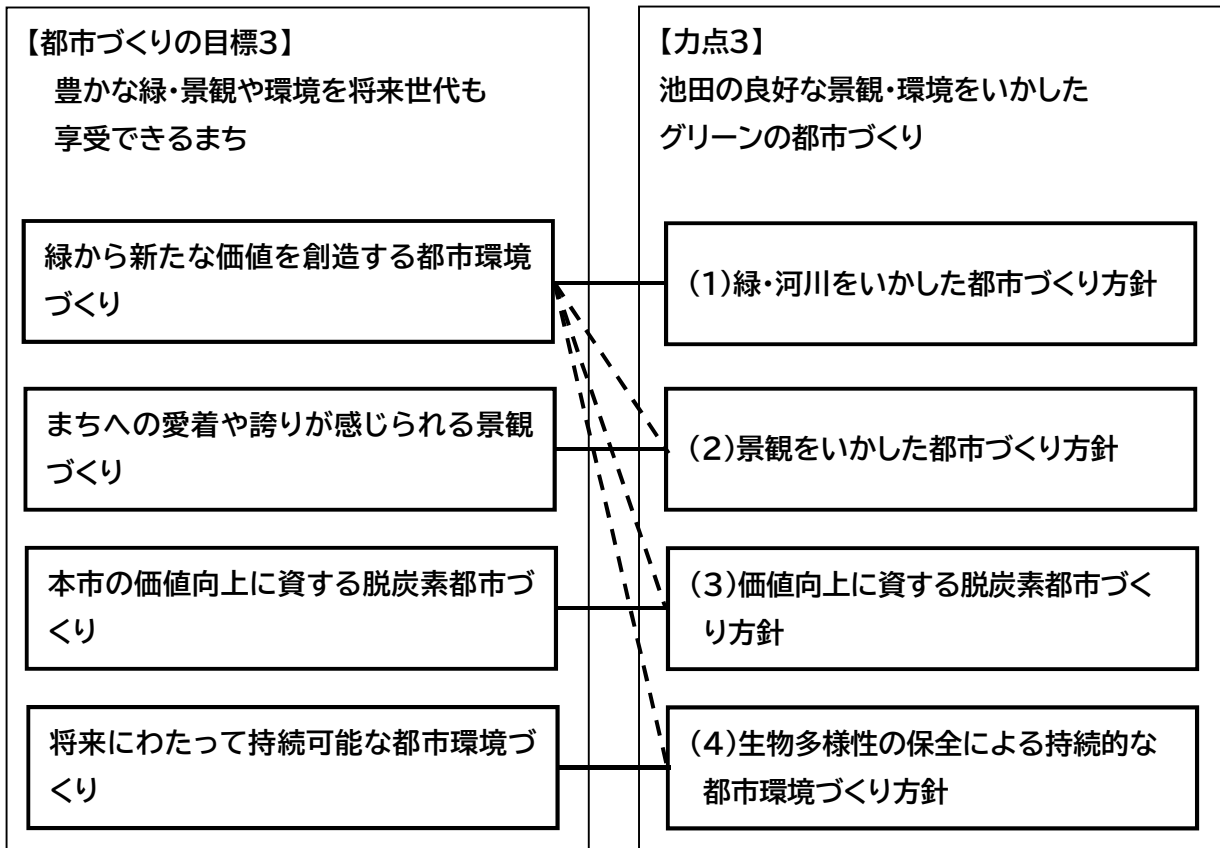 【都市づくりの目標3】
豊かな緑・景観や環境を将来世代も
享受できるまち
緑から新たな価値を創造する都市環境
づくり
まちへの愛着や誇りが感じられる景観
づくり
本市の価値向上に資する脱炭素都市づ
くり
将来にわたって持続可能な都市環境づ
くり
【力点3】
池田の良好な景観・環境をいかした
グリーンの都市づくり
(1)緑・河川をいかした都市づくり方針
(2)景観をいかした都市づくり方針
(3)価値向上に資する脱炭素都市づく
り方針
(4)生物多様性の保全による持続的な
都市環境づくり方針